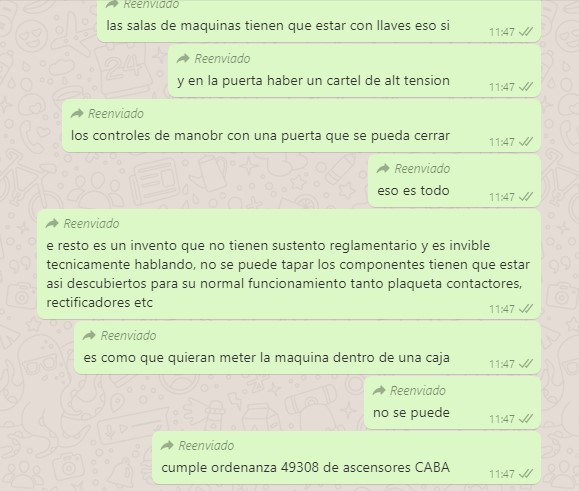 Reenviado
las salas de maquinas tienen que estar con llaves eso si
11:47
Reenviado
y en la puerta haber un cartel de alt tension
11:47
Reenviado
los controles de manobr con una puerta que se pueda cerrar
11:47
Reenviado
eso es todo
11:47
Reenviado
e resto es un invento que no tienen sustento reglamentario y es invible
tecnicamente hablando, no se puede tapar los componentes tienen que estar
asi descubiertos para su normal funcionamiento tanto plaqueta contactores,
rectificadores etc
11:47
Reenviado
es como que quieran meter la maquina dentro de una caja
11:47
Reenviado
no se puede
11:47
Reenviado
cumple ordenanza 49308 de ascensores CABA
11:47